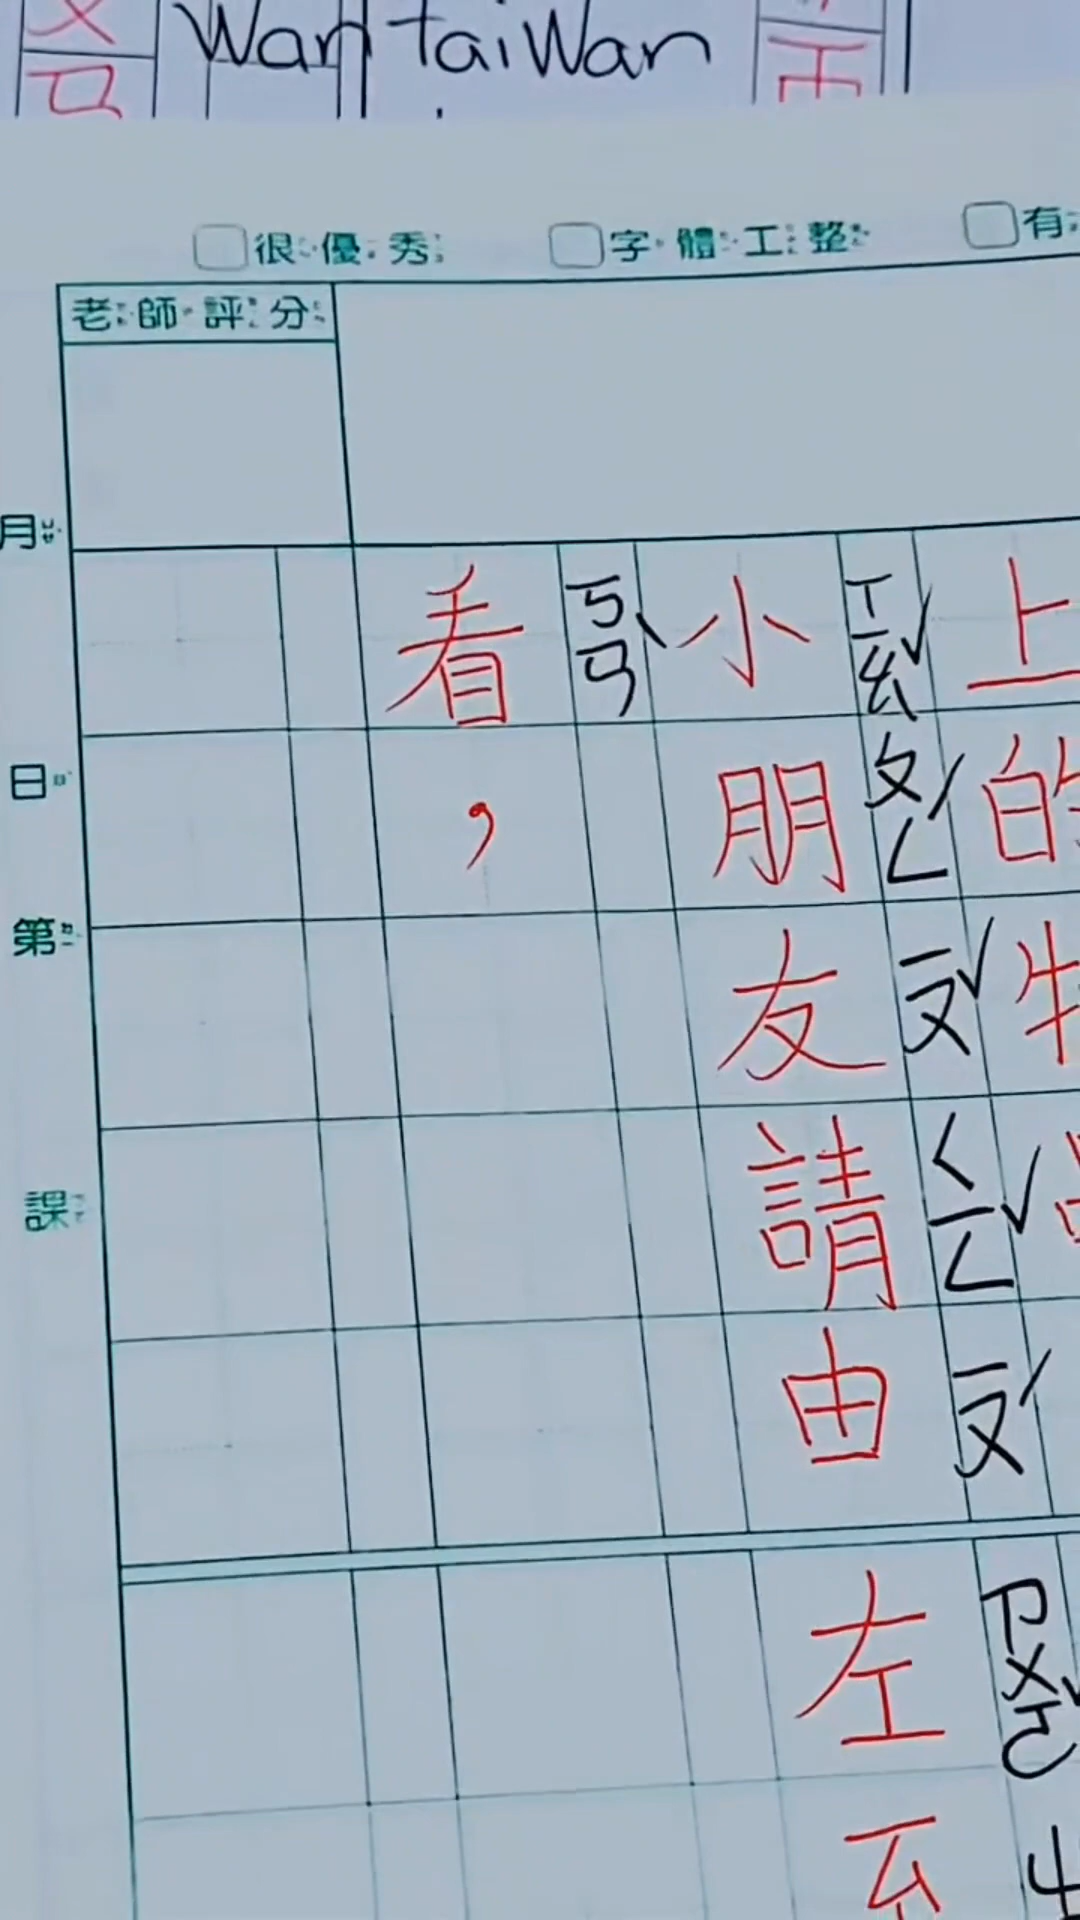 Wan taiwan
很優秀 字體工整 有
老師評分
月
日
第
課
上的
小朋友請由左至
ㄒㄧㄠˇ ㄆㄥˊ ㄧㄡˇ ㄑㄧㄥˇ ㄧㄡˊ ㄗㄨㄛˇ ㄓ
看，
ㄎㄢˋ